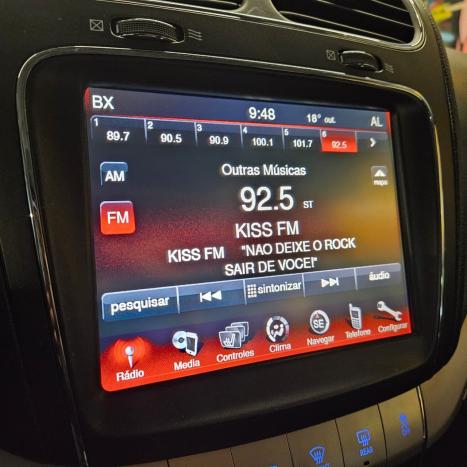 BX 9:48 18° out. AL
1 89.7 2 90.5 3 90.9 4 100.1 5 101.7 6 92.5
AM Outras Músicas
92.5 ST
mapa
FM KISS FM
KISS FM "NAO DEIXE O ROCK
SAIR DE VOCE!"
pesquisar sintonizar áudio
Rádio Media Controles Clima Navegar Telefone Configurar
SE
REAR